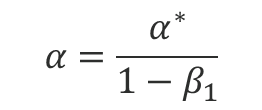 α = α* / (1 − β₁)